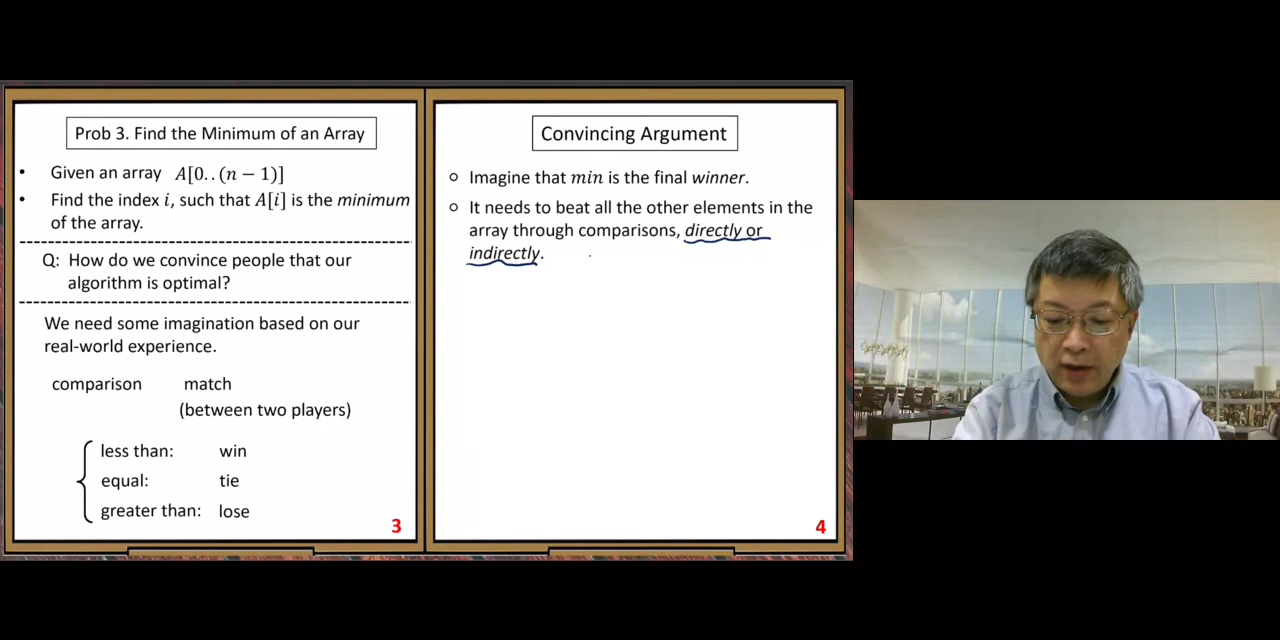 Prob 3. Find the Minimum of an Array
• Given an array A[0..(n − 1)]
• Find the index i, such that A[i] is the minimum
of the array.
Q: How do we convince people that our
algorithm is optimal?
We need some imagination based on our
real-world experience.
comparison match
(between two players)
less than: win
equal: tie
greater than: lose
3
Convincing Argument
o Imagine that min is the final winner.
o It needs to beat all the other elements in the
array through comparisons, directly or
indirectly.
4